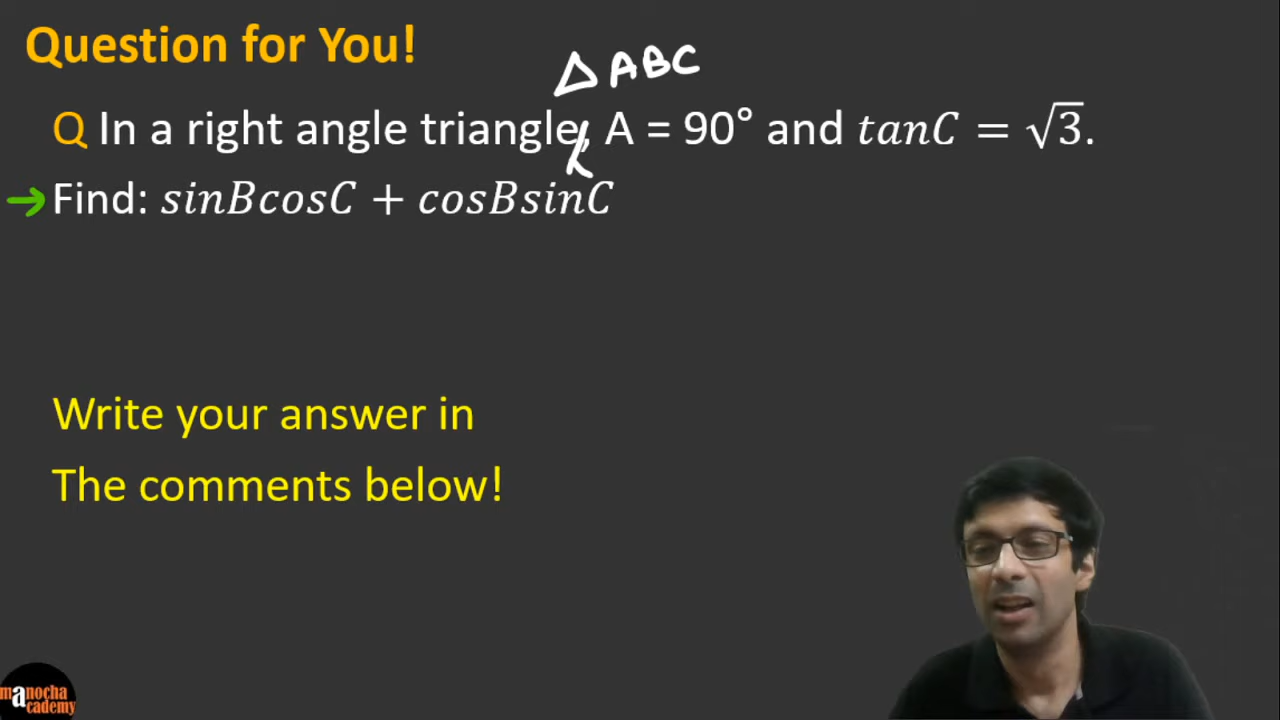 Question for You!
△ ABC
Q In a right angle triangle, A = 90° and tanC = √3.
→ Find: sinBcosC + cosBsinC
Write your answer in
The comments below!
manocha
academy